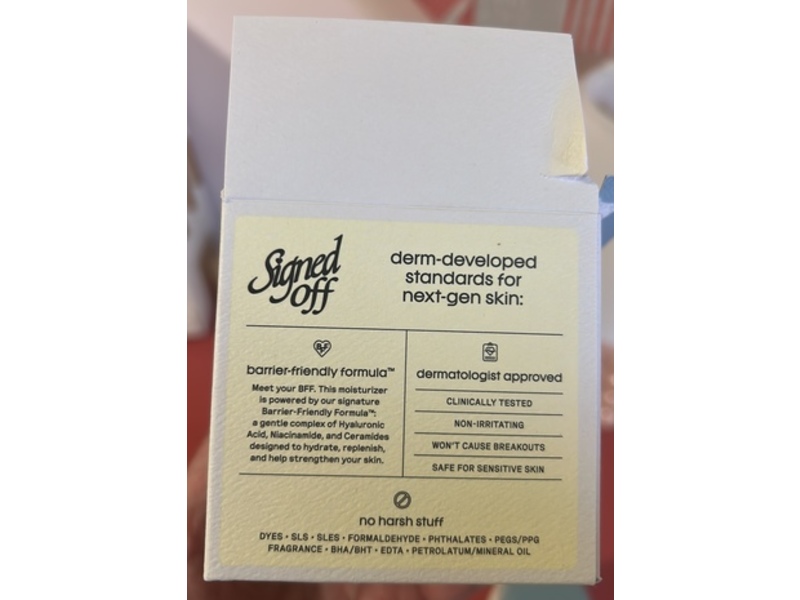 Signed
off
derm-developed
standards for
next-gen skin:
BFF
barrier-friendly formula™
Meet your BFF. This moisturizer
is powered by our signature
Barrier-Friendly Formula™:
a gentle complex of Hyaluronic
Acid, Niacinamide, and Ceramides
designed to hydrate, replenish,
and help strengthen your skin.
dermatologist approved
CLINICALLY TESTED
NON-IRRITATING
WON'T CAUSE BREAKOUTS
SAFE FOR SENSITIVE SKIN
no harsh stuff
DYES • SLS • SLES • FORMALDEHYDE • PHTHALATES • PEGS/PPG
FRAGRANCE • BHA/BHT • EDTA • PETROLATUM/MINERAL OIL